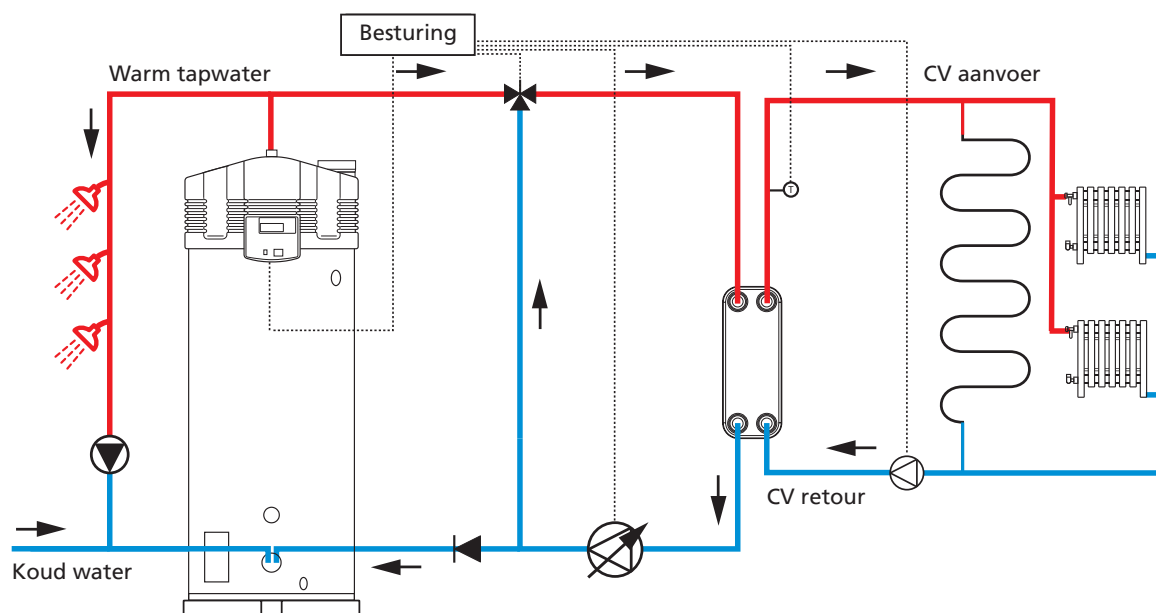 Besturing
Warm tapwater
CV aanvoer
T
CV retour
Koud water